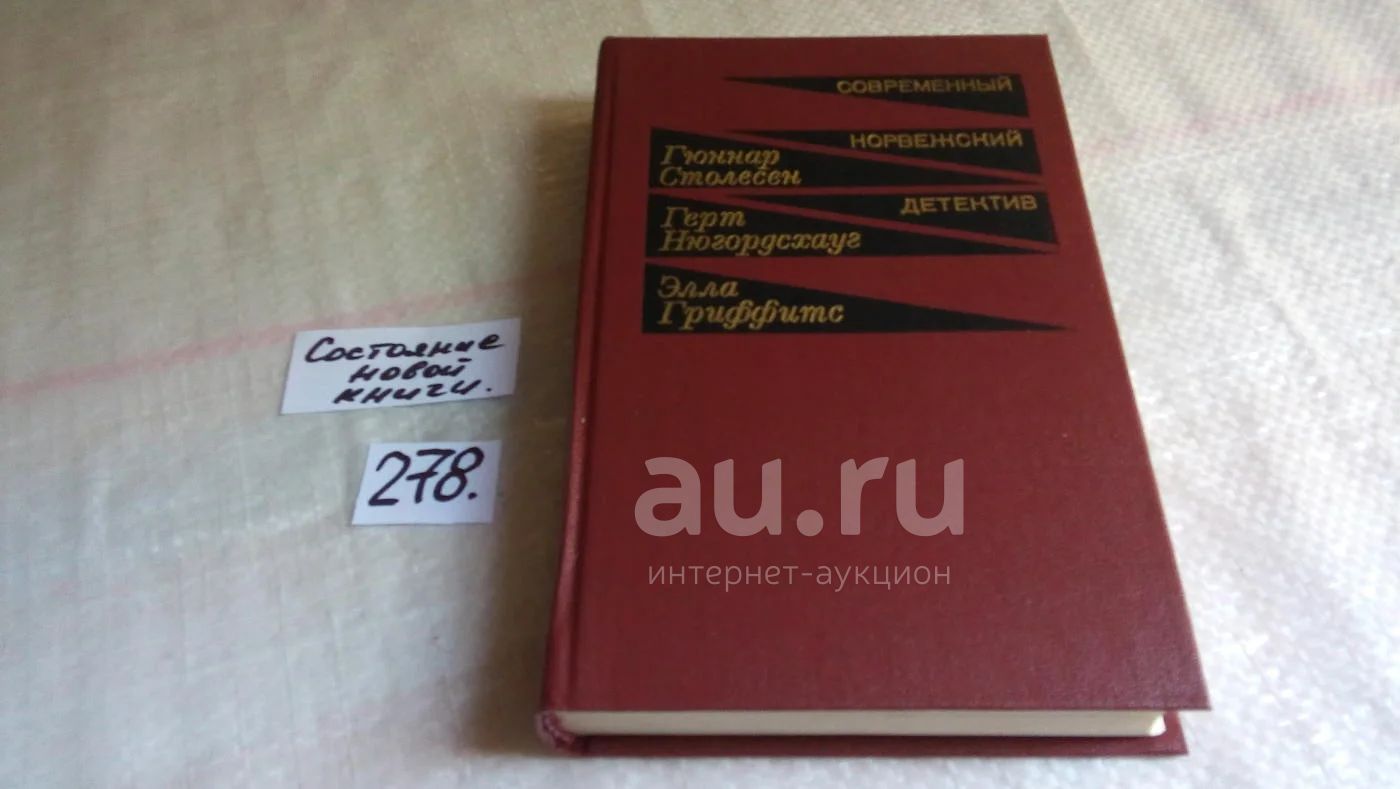 СОВРЕМЕННЫЙ
НОРВЕЖСКИЙ
ДЕТЕКТИВ
Гюннар
Столесен
Герт
Нюгордсхауг
Элла
Гриффитс
Состояние
новой
книги.
278.
au.ru
интернет-аукцион